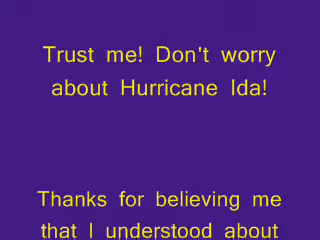 Trust me! Don't worry
about Hurricane Ida!
Thanks for believing me
that I understood about